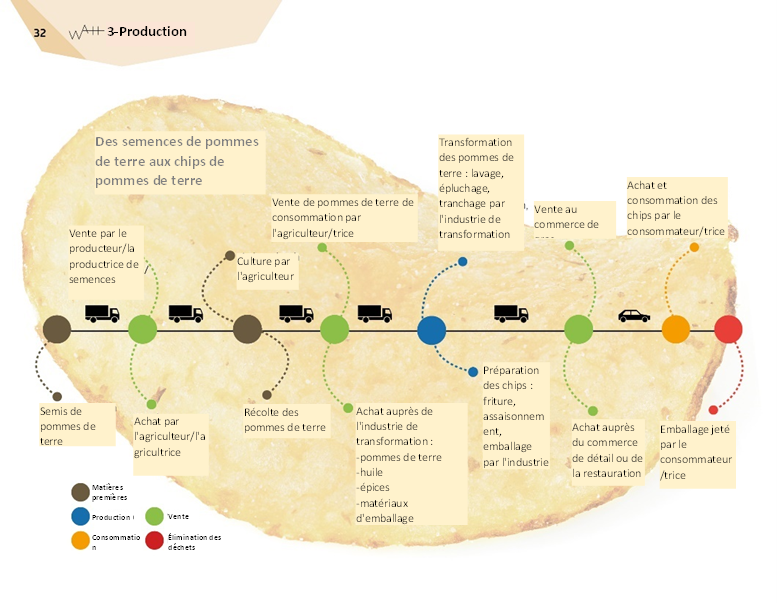 32
WAH 3-Production
Des semences de pommes
de terre aux chips de
pommes de terre
Transformation
des pommes de
terre : lavage,
épluchage,
tranchage par
l'industrie de
transformation
Vente de pommes de terre de
consommation par
l'agriculteur/trice
Vente au
commerce de
Achat et
consommation des
chips par le
consommateur/trice
Vente par le
producteur/la
productrice de
semences
Culture par
l'agriculteur
Semis de
pommes de
terre
Achat par
l'agriculteur/l'a
gricultrice
Récolte des
pommes de terre
Achat auprès de
l'industrie de
transformation :
-pommes de terre
-huile
-épices
-matériaux
d'emballage
Préparation
des chips :
friture,
assaisonnem
ent,
emballage
par l'industrie
Achat auprès
du commerce
de détail ou de
la restauration
Emballage jeté
par le
consommateur
/trice
Matières
premières
Production
Vente
Consommatio
n
Élimination des
déchets